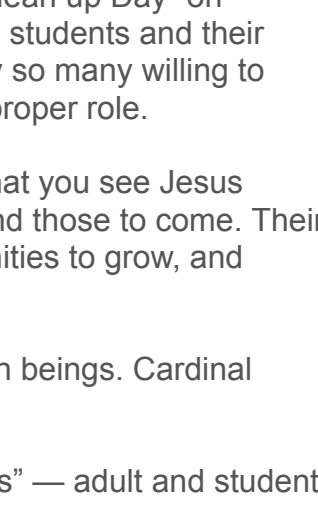 ean up Day" on
students and their
so many willing to
proper role.
hat you see Jesus
nd those to come. Their
nities to grow, and
n beings. Cardinal
s” — adult and student